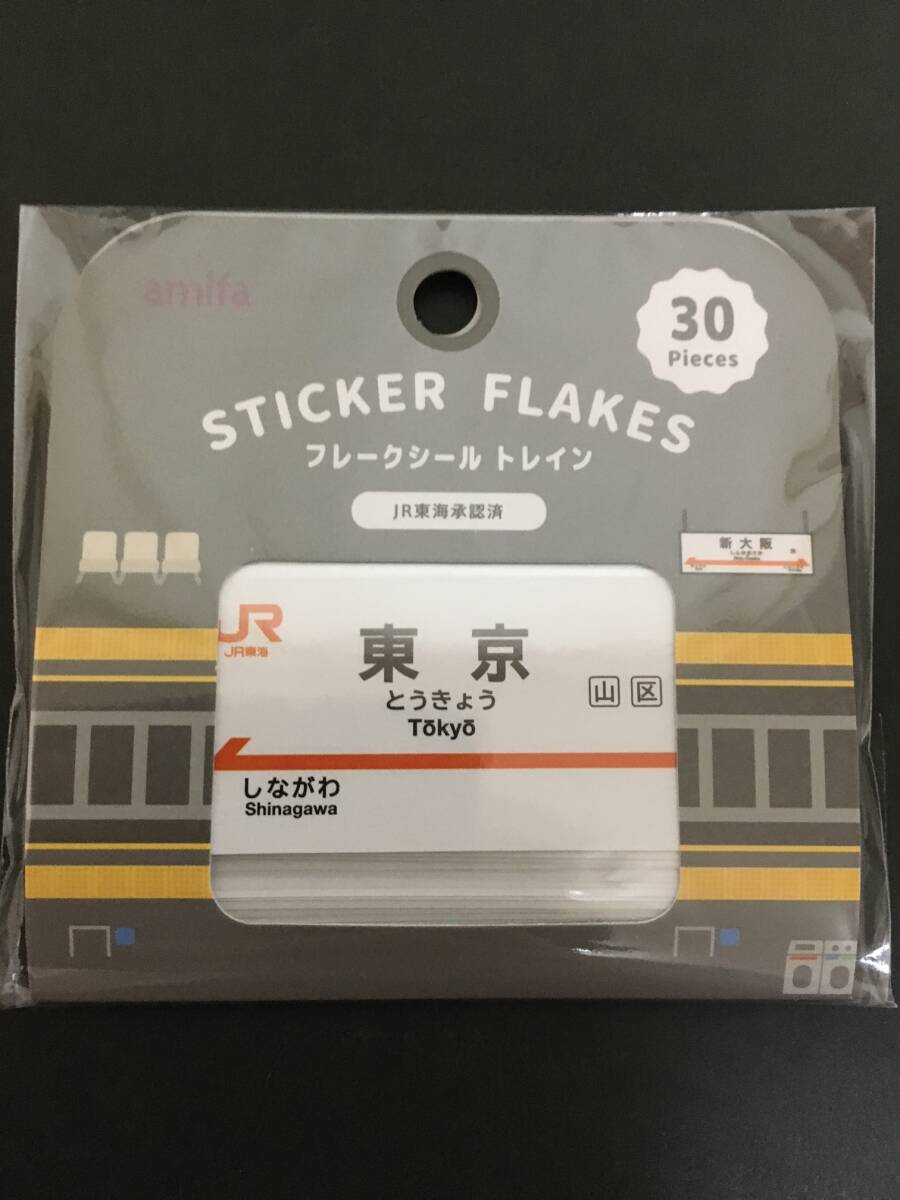 amifa
30
Pieces
STICKER FLAKES
フレークシール トレイン
JR東海承認済
新大阪
JR
JR東海
東京
とうきょう
Tōkyō
山 区
しながわ
Shinagawa